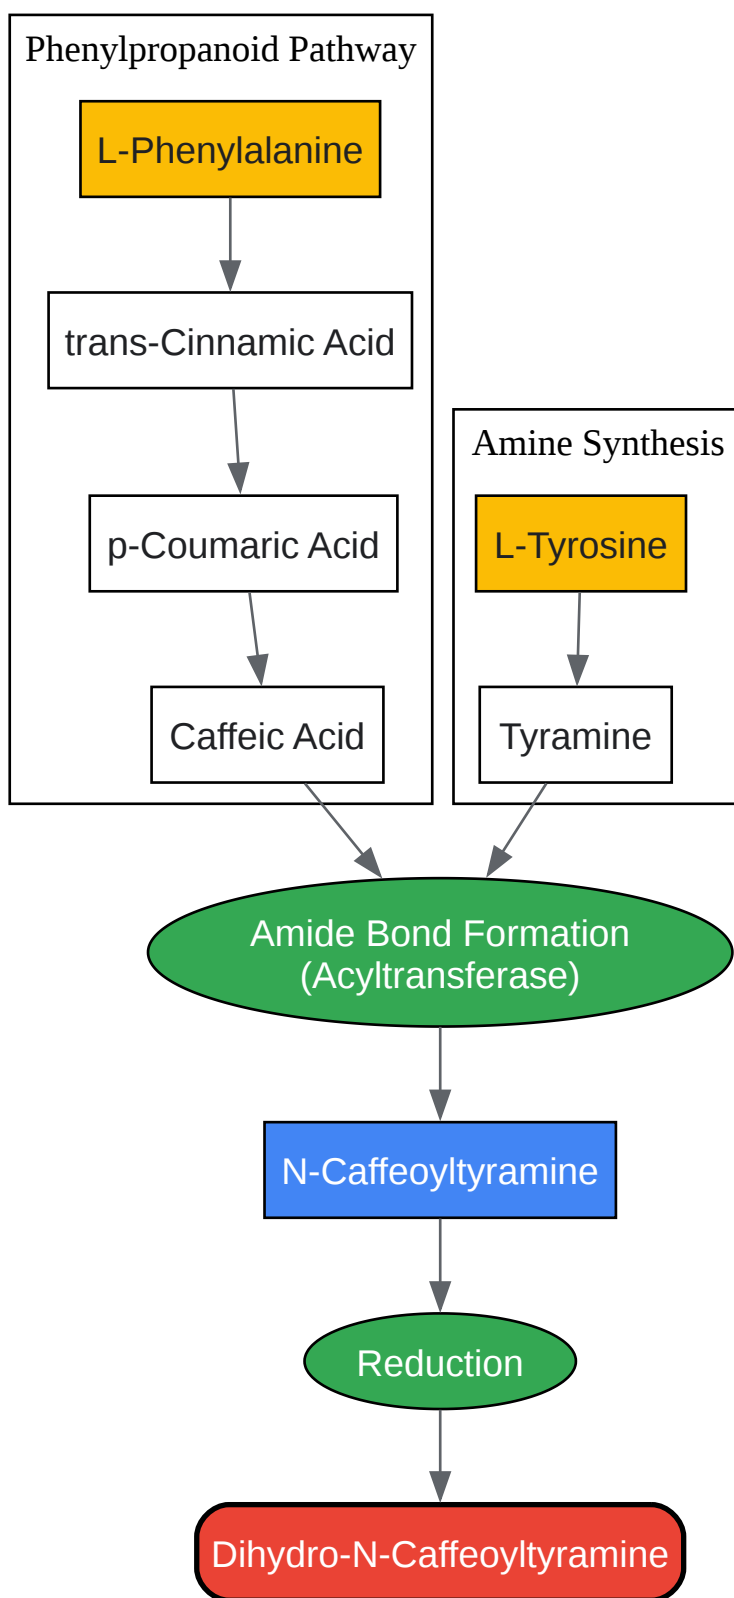 Phenylpropanoid Pathway
L-Phenylalanine
trans-Cinnamic Acid
p-Coumaric Acid
Caffeic Acid
Amine Synthesis
L-Tyrosine
Tyramine
Amide Bond Formation
(Acyltransferase)
N-Caffeoyltyramine
Reduction
Dihydro-N-Caffeoyltyramine